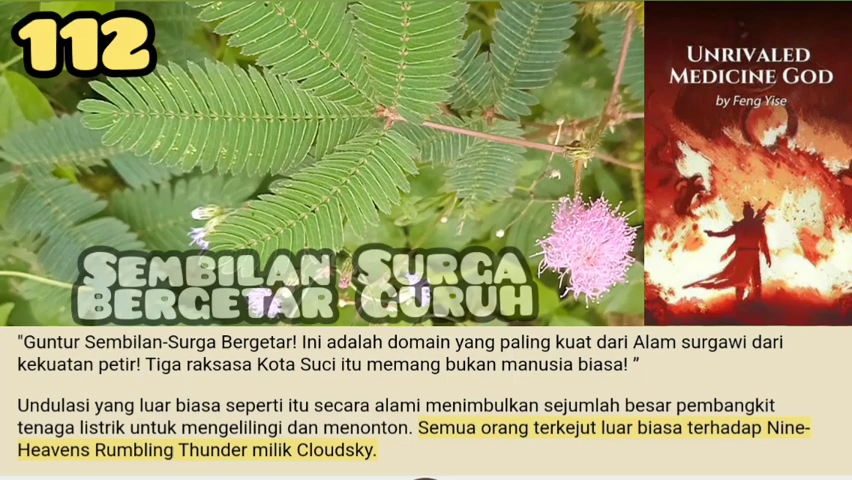 112
UNRIVALED
MEDICINE GOD
by Feng Yise
SEMBILAN SURGA
BERGETAR GURUH
"Guntur Sembilan-Surga Bergetar! Ini adalah domain yang paling kuat dari Alam surgawi dari
kekuatan petir! Tiga raksasa Kota Suci itu memang bukan manusia biasa! ”
Undulasi yang luar biasa seperti itu secara alami menimbulkan sejumlah besar pembangkit
tenaga listrik untuk mengelilingi dan menonton. Semua orang terkejut luar biasa terhadap Nine-
Heavens Rumbling Thunder milik Cloudsky.